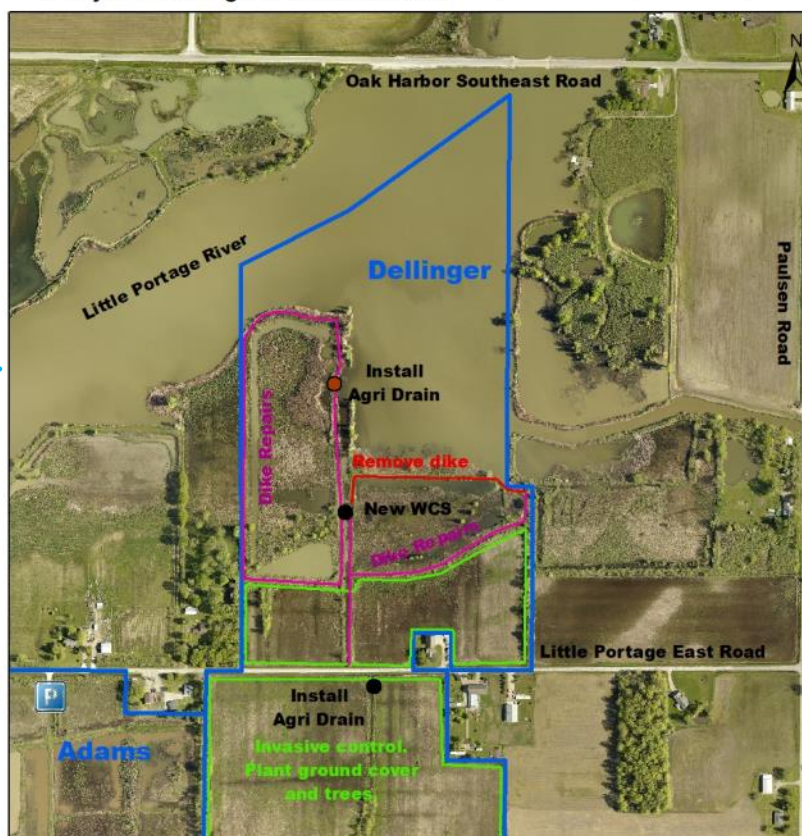 N
Oak Harbor Southeast Road
Little Portage River
Dellinger
Paulsen Road
Install
Agri Drain
Dike Repairs
Remove dike
New WCS
Dike Repairs
Little Portage East Road
P
Install
Agri Drain
Adams
Invasive control.
Plant ground cover
and trees.